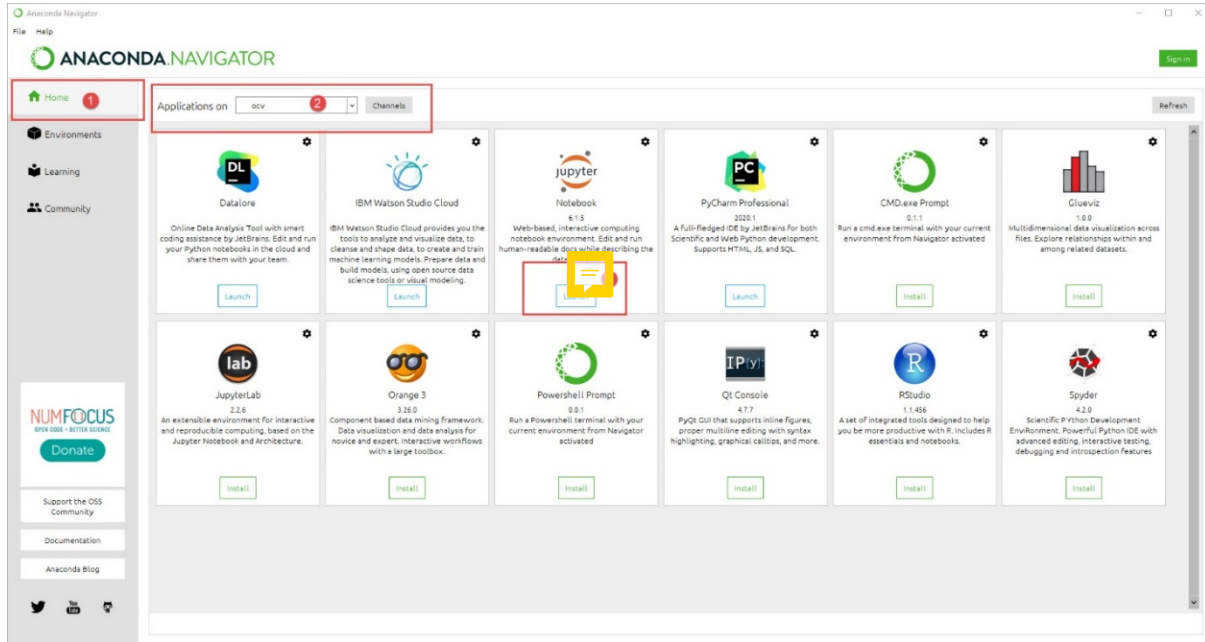 Anaconda Navigator
File Help
ANACONDA.NAVIGATOR
Sign in
Home 1
Environments
Learning
Community
Applications on ocv 2 Channels
Refresh
DL
Datalore
Online Data Analysis Tool with smart
coding assistance by JetBrains. Edit and run
your Python notebooks in the cloud and
share them with your team.
Launch
IBM Watson Studio Cloud
IBM Watson Studio Cloud provides you the
tools to analyze and visualize data, to
cleanse and shape data, to create and train
machine learning models. Prepare data and
build models, using open source data
science tools or visual modeling.
Launch
jupyter
Notebook
6.1.5
Web-based, interactive computing
notebook environment. Edit and run
human-readable docs while describing the
PC
PyCharm Professional
2020.1
A full-fledged IDE by JetBrains for both
Scientific and Web Python development.
Supports HTML, JS, and SQL.
Launch
CMD.exe Prompt
0.1.1
Run a cmd.exe terminal with your current
environment from Navigator activated
Install
Glueviz
1.0.0
Multidimensional data visualization across
files. Explore relationships within and
among related datasets.
Install
lab
JupyterLab
2.2.6
An extensible environment for interactive
and reproducible computing, based on the
Jupyter Notebook and Architecture.
Install
Orange 3
3.26.0
Component based data mining framework.
Data visualization and data analysis for
novice and expert. Interactive workflows
with a large toolbox.
Install
Powershell Prompt
0.0.1
Run a Powershell terminal with your
current environment from Navigator
activated
Install
IP[y]:
Qt Console
4.7.7
PyQt GUI that supports inline figures,
proper multiline editing with syntax
highlighting, graphical calltips, and more.
Install
R
RStudio
1.1.456
A set of integrated tools designed to help
you be more productive with R. Includes R
essentials and notebooks.
Install
Spyder
4.2.0
Scientific PYthon Development
EnviRonment. Powerful Python IDE with
advanced editing, interactive testing,
debugging and introspection features
Install
NUMFOCUS
OPEN CODE = BETTER SCIENCE
Donate
Support the OSS
Community
Documentation
Anaconda Blog
You
Tube